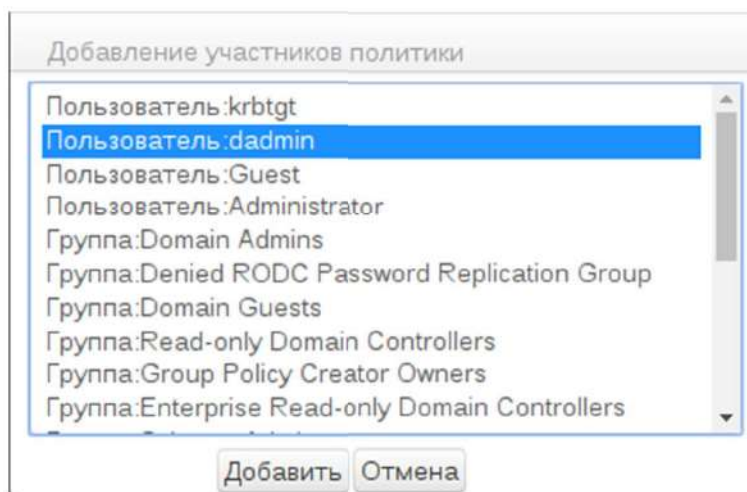 Добавление участников политики
Пользователь:krbtgt
Пользователь:dadmin
Пользователь:Guest
Пользователь:Administrator
Группа:Domain Admins
Группа:Denied RODC Password Replication Group
Группа:Domain Guests
Группа:Read-only Domain Controllers
Группа:Group Policy Creator Owners
Группа:Enterprise Read-only Domain Controllers
Добавить Отмена